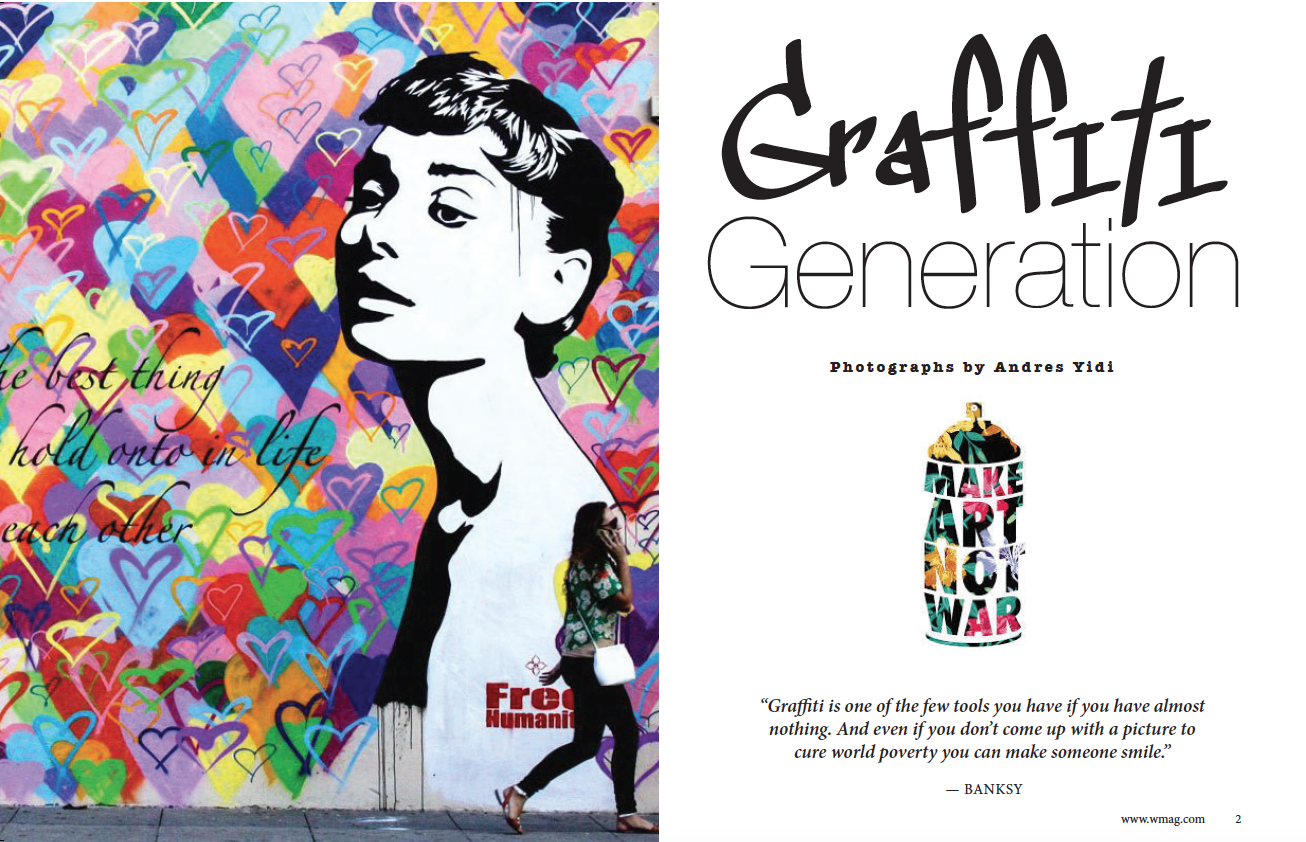 he best thing
hold onto in life
each other
Free
Humanit
Graffiti
Generation
Photographs by Andres Yidi
MAKE
ART
NOT
WAR
“Graffiti is one of the few tools you have if you have almost
nothing. And even if you don’t come up with a picture to
cure world poverty you can make someone smile.”
— BANKSY
www.wmag.com 2